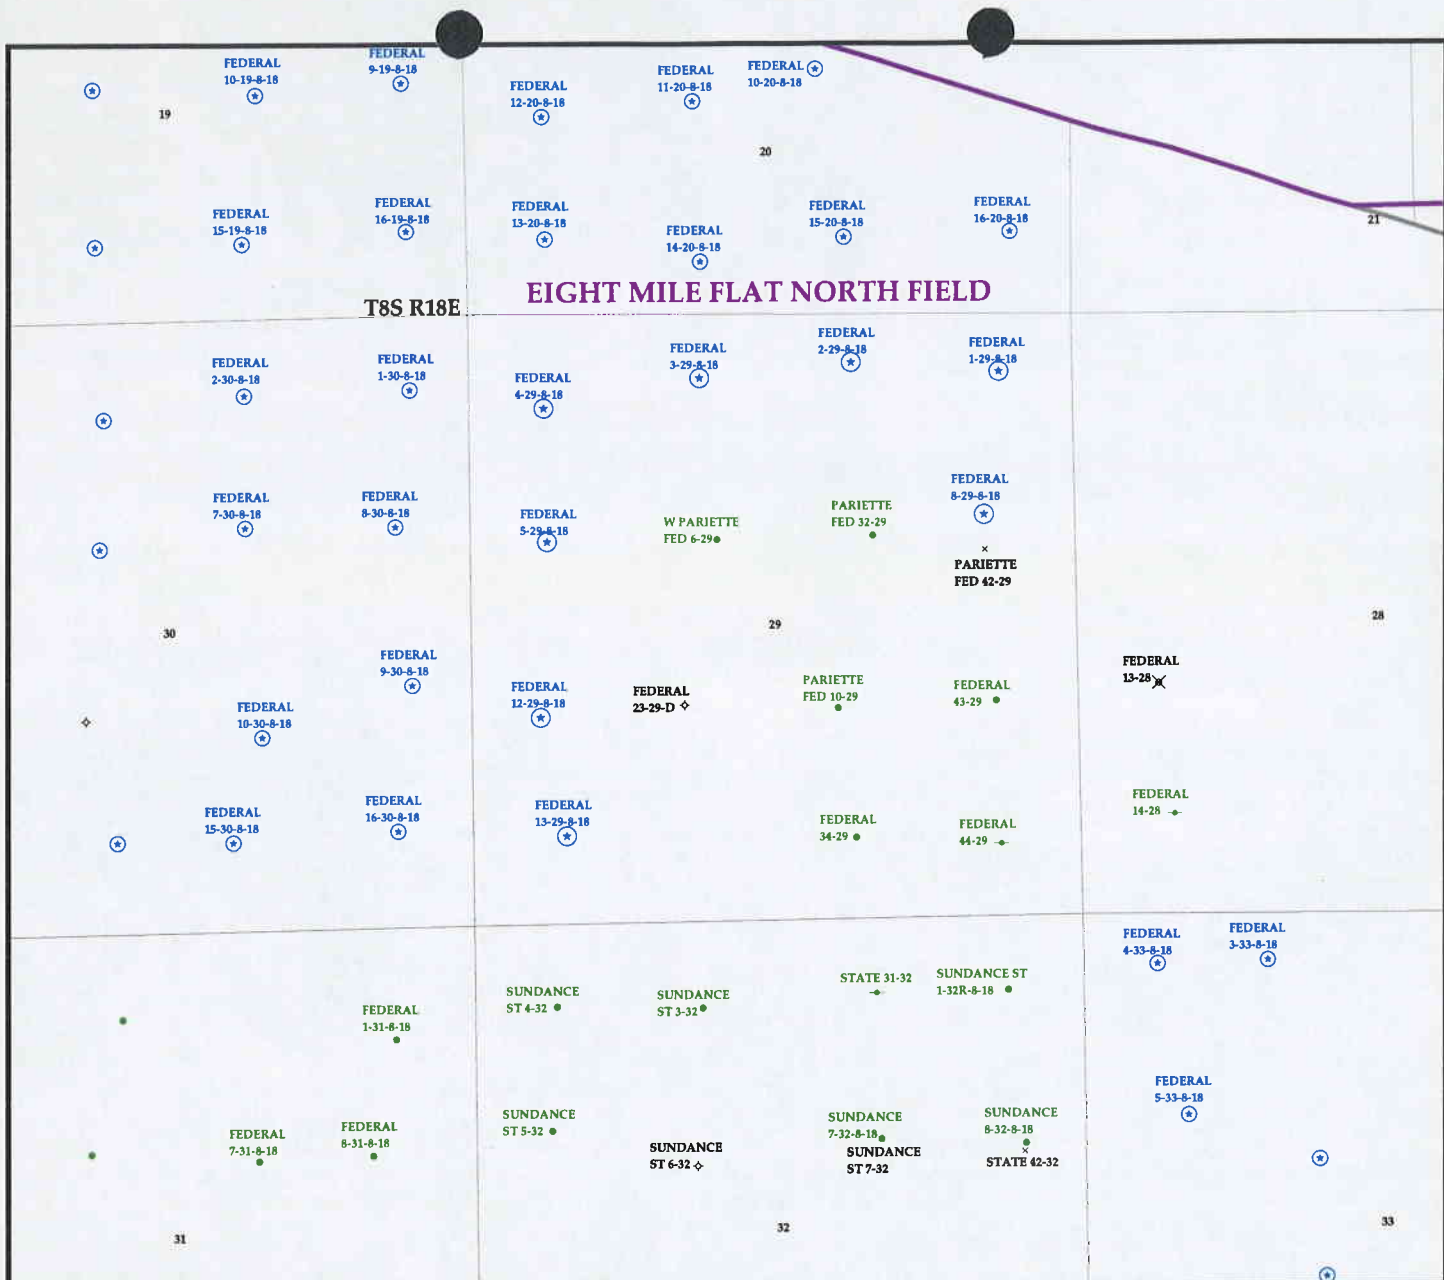 FEDERAL
9-19-8-18
FEDERAL
10-19-8-18
FEDERAL
12-20-8-18
FEDERAL
11-20-8-18
FEDERAL
10-20-8-18
19
20
FEDERAL
15-19-8-18
FEDERAL
16-19-8-18
FEDERAL
13-20-8-18
FEDERAL
14-20-8-18
FEDERAL
15-20-8-18
FEDERAL
16-20-8-18
21
T8S R18E
EIGHT MILE FLAT NORTH FIELD
FEDERAL
2-30-8-18
FEDERAL
1-30-8-18
FEDERAL
4-29-8-18
FEDERAL
3-29-8-18
FEDERAL
2-29-8-18
FEDERAL
1-29-8-18
FEDERAL
7-30-8-18
FEDERAL
8-30-8-18
FEDERAL
5-29-8-18
W PARIETTE
FED 6-29
PARIETTE
FED 32-29
FEDERAL
8-29-8-18
PARIETTE
FED 42-29
30
29
28
FEDERAL
9-30-8-18
FEDERAL
10-30-8-18
FEDERAL
12-29-8-18
FEDERAL
23-29-D
PARIETTE
FED 10-29
FEDERAL
43-29
FEDERAL
13-28
FEDERAL
15-30-8-18
FEDERAL
16-30-8-18
FEDERAL
13-29-8-18
FEDERAL
34-29
FEDERAL
44-29
FEDERAL
14-28
FEDERAL
4-33-8-18
FEDERAL
3-33-8-18
FEDERAL
1-31-8-18
SUNDANCE
ST 4-32
SUNDANCE
ST 3-32
STATE 31-32
SUNDANCE ST
1-32R-8-18
FEDERAL
5-33-8-18
FEDERAL
7-31-8-18
FEDERAL
8-31-8-18
SUNDANCE
ST 5-32
SUNDANCE
ST 6-32
SUNDANCE
7-32-8-18
SUNDANCE
ST 7-32
SUNDANCE
8-32-8-18
STATE 42-32
31
32
33